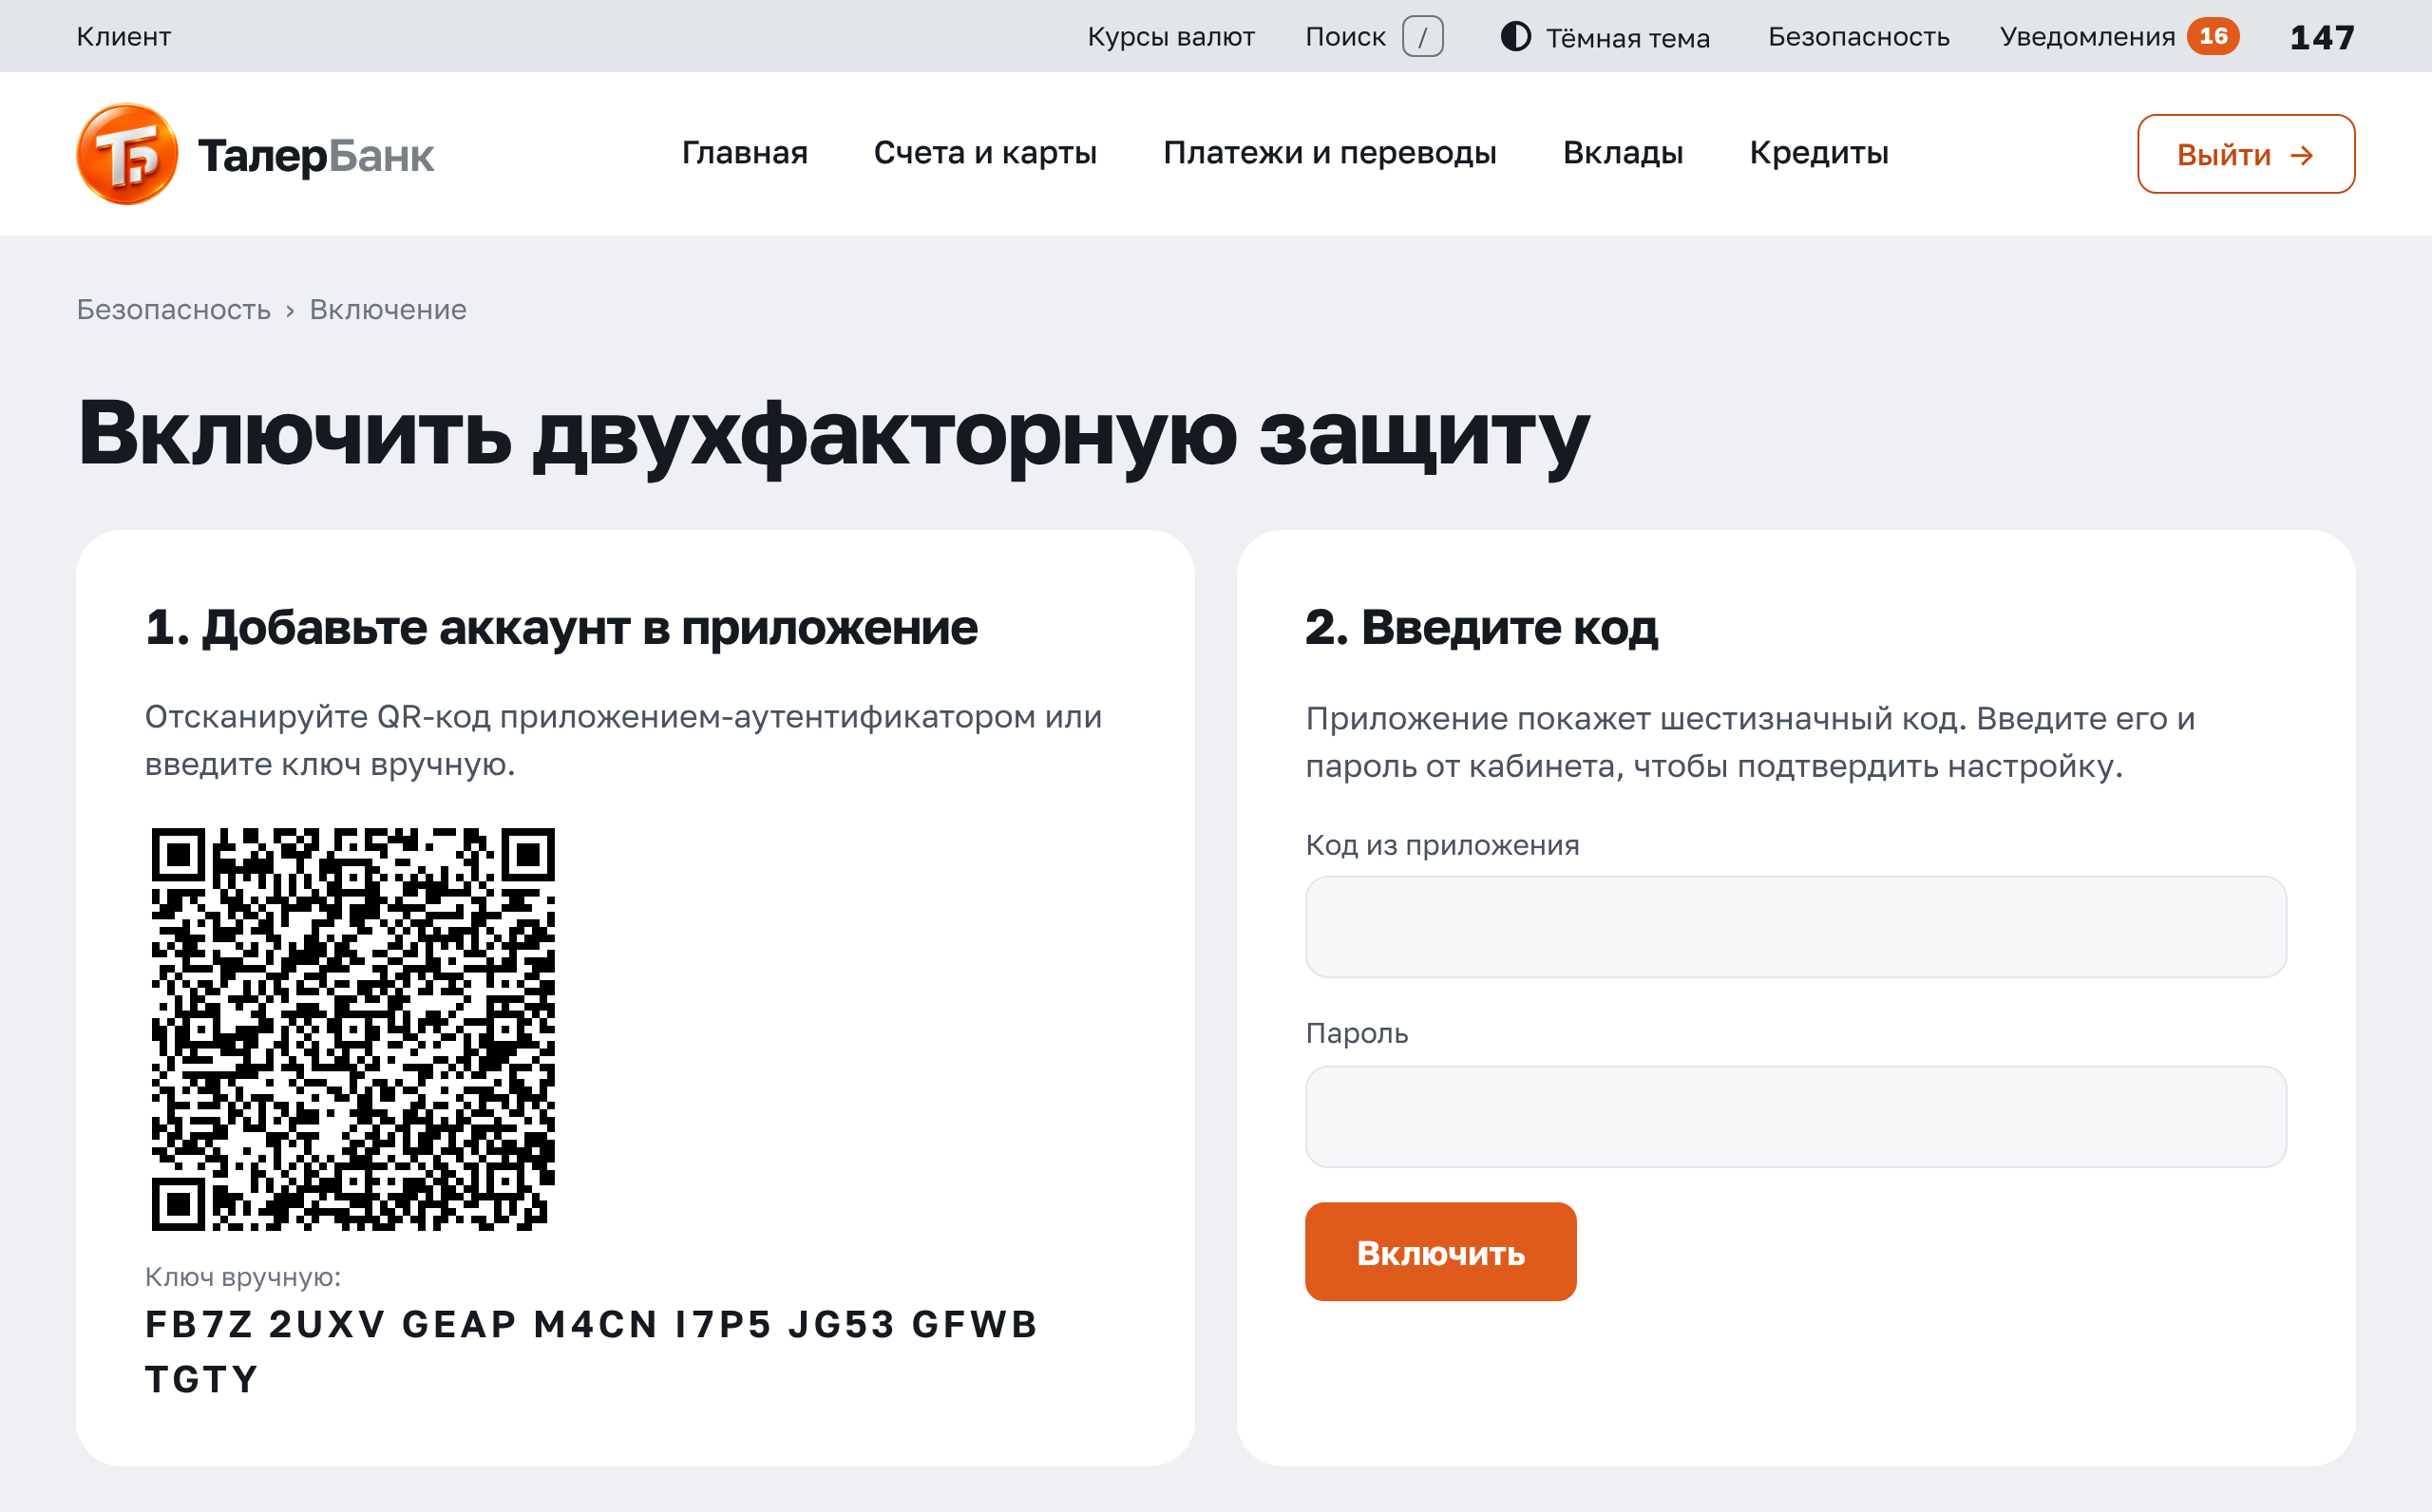 Клиент
Курсы валют
Поиск /
Тёмная тема
Безопасность
Уведомления 16
147
ТалерБанк
Главная
Счета и карты
Платежи и переводы
Вклады
Кредиты
Выйти →
Безопасность › Включение
Включить двухфакторную защиту
1. Добавьте аккаунт в приложение
Отсканируйте QR-код приложением-аутентификатором или
введите ключ вручную.
Ключ вручную:
FB7Z 2UXV GEAP M4CN I7P5 JG53 GFWB
TGTY
2. Введите код
Приложение покажет шестизначный код. Введите его и
пароль от кабинета, чтобы подтвердить настройку.
Код из приложения
Пароль
Включить